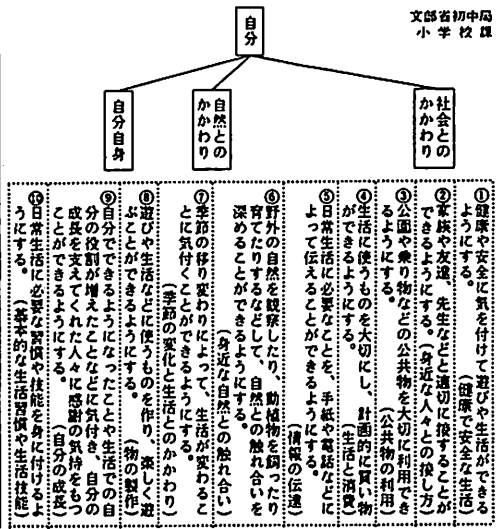 文部省初中局
小学校課
自分
社会との
かかわり
自然との
かかわり
自分自身
①健康や安全に気を付けて遊びや生活ができる
ようにする。(健康で安全な生活)
②家族や友達、先生などと適切に接することが
できるようにする。(身近な人々との接し方)
③公園や乗り物などの公共物を大切に利用でき
るようにする。(公共物の利用)
④生活に使うものを大切にし、計画的に買い物
ができるようにする。(生活と消費)
⑤日常生活に必要なことを、手紙や電話などに
よって伝えることができるようにする。
(情報の伝達)
⑥野外の自然を観察したり、動植物を飼ったり
育てたりするなどして、自然との触れ合いを
深めることができるようにする。
(身近な自然との触れ合い)
⑦季節の移り変わりによって、生活が変わるこ
とに気付くことができるようにする。
(季節の変化と生活とのかかわり)
⑧遊びや生活などに使うものを作り、楽しく遊
ぶことができるようにする。(物の製作)
⑨自分でできるようになったことや生活での自
分の役割が増えたことなどに気付き、自分の
成長を支えてくれた人々に感謝の気持をもつ
ことができるようにする。(自分の成長)
⑩日常生活に必要な習慣や技能を身に付けるよ
うにする。(基本的な生活習慣や生活技能)